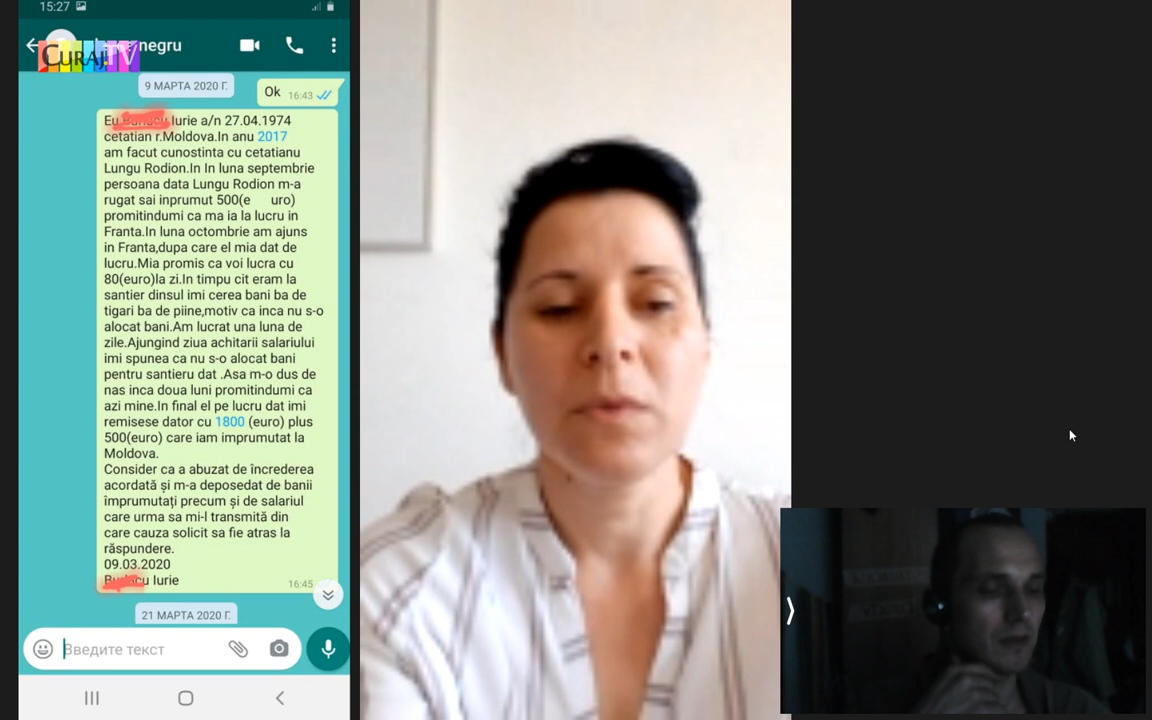 15:27
CURAJ.TV
negru
9 МАРТА 2020 Г.
Ok 16:43
Eu Iurie a/n 27.04.1974
cetatian r.Moldova.In anu 2017
am facut cunostinta cu cetatianu
Lungu Rodion.In In luna septembrie
persoana data Lungu Rodion m-a
rugat sai inprumut 500(e uro)
promitindumi ca ma ia la lucru in
Franta.In luna octombrie am ajuns
in Franta,dupa care el mia dat de
lucru.Mia promis ca voi lucra cu
80(euro)la zi.In timpu cit eram la
santier dinsul imi cerea bani ba de
tigari ba de piine,motiv ca inca nu s-o
alocat bani.Am lucrat una luna de
zile.Ajungind ziua achitarii salariului
imi spunea ca nu s-o alocat bani
pentru santieru dat .Asa m-o dus de
nas inca doua luni promitindumi ca
azi mine.In final el pe lucru dat imi
remisese dator cu 1800 (euro) plus
500(euro) care iam imprumutat la
Moldova.
Consider ca a abuzat de încrederea
acordată și m-a deposedat de banii
împrumutați precum și de salariul
care urma sa mi-l transmită din
care cauza solicit sa fie atras la
răspundere.
09.03.2020
Iurie 16:45
21 МАРТА 2020 Г.
Введите текст